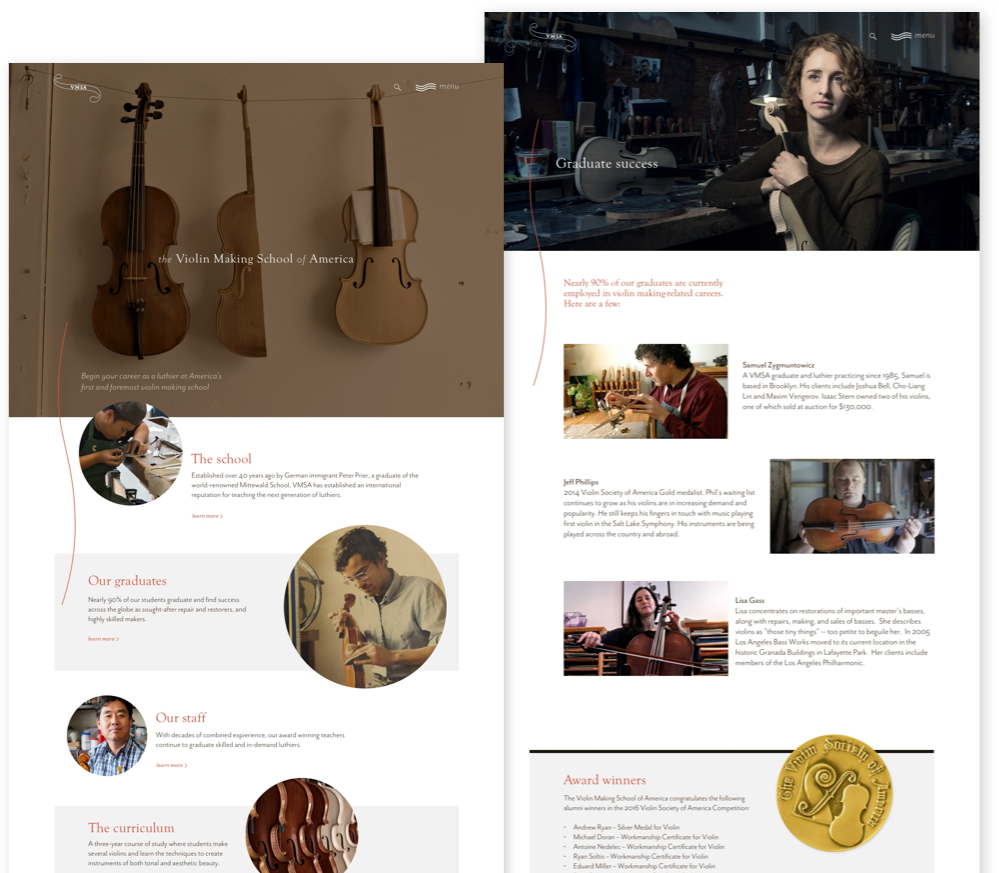 VMSA
menu
the Violin Making School of America
Begin your career as a luthier at America's
first and foremost violin making school
The school
Established over 40 years ago by German immigrant Peter Prier, a graduate of the
world-renowned Mittewald School, VMSA has established an international
reputation for teaching the next generation of luthiers.
learn more >
Our graduates
Nearly 90% of our students graduate and find success
across the globe as sought-after repair and restorers, and
highly skilled makers.
learn more >
Our staff
With decades of combined expierience, our award winning teachers
continue to graduate skilled and in-demand luthiers.
learn more >
The curriculum
A three-year course of study where students make
several violins and learn the techniques to create
instruments of both tonal and aesthetic beauty.
VMSA
menu
Graduate success
Nearly 90% of our graduates are currently
employed in violin making-related careers.
Here are a few:
Samuel Zygmuntowicz
A VMSA graduate and luthier practicing since 1985, Samuel is
based in Brooklyn. His clients include Joshua Bell, Cho-Liang
Lin and Maxim Vengerov. Isaac Stern owned two of his violins,
one of which sold at auction for $130,000.
Jeff Phillips
2014 Violin Society of America Gold medalist. Phil's waiting list
continues to grow as his violins are in increasing demand and
popularity. He still keeps his fingers in touch with music playing
first violin in the Salt Lake Symphony. His instruments are being
played across the country and abroad.
Lisa Gass
Lisa concentrates on restorations of important master's basses,
along with repairs, making, and sales of basses. She describes
violins as "those tiny things" – too petite to beguile her. In 2005
Los Angeles Bass Works moved to its current location in the
historic Granada Buildings in Lafayette Park. Her clients include
members of the Los Angeles Philharmonic.
The Violin Society of America
Award winners
The Violin Making School of America congratulates the following
alumni winners in the 2016 Violin Society of America Competition:
• Andrew Ryan – Silver Medal for Violin
• Michael Doran – Workmanship Certificate for Violin
• Antoine Nedelec – Workmanship Certificate for Violin
• Ryan Soltis – Workmanship Certificate for Violin
• Eduard Miller – Workmanship Certificate for Violin